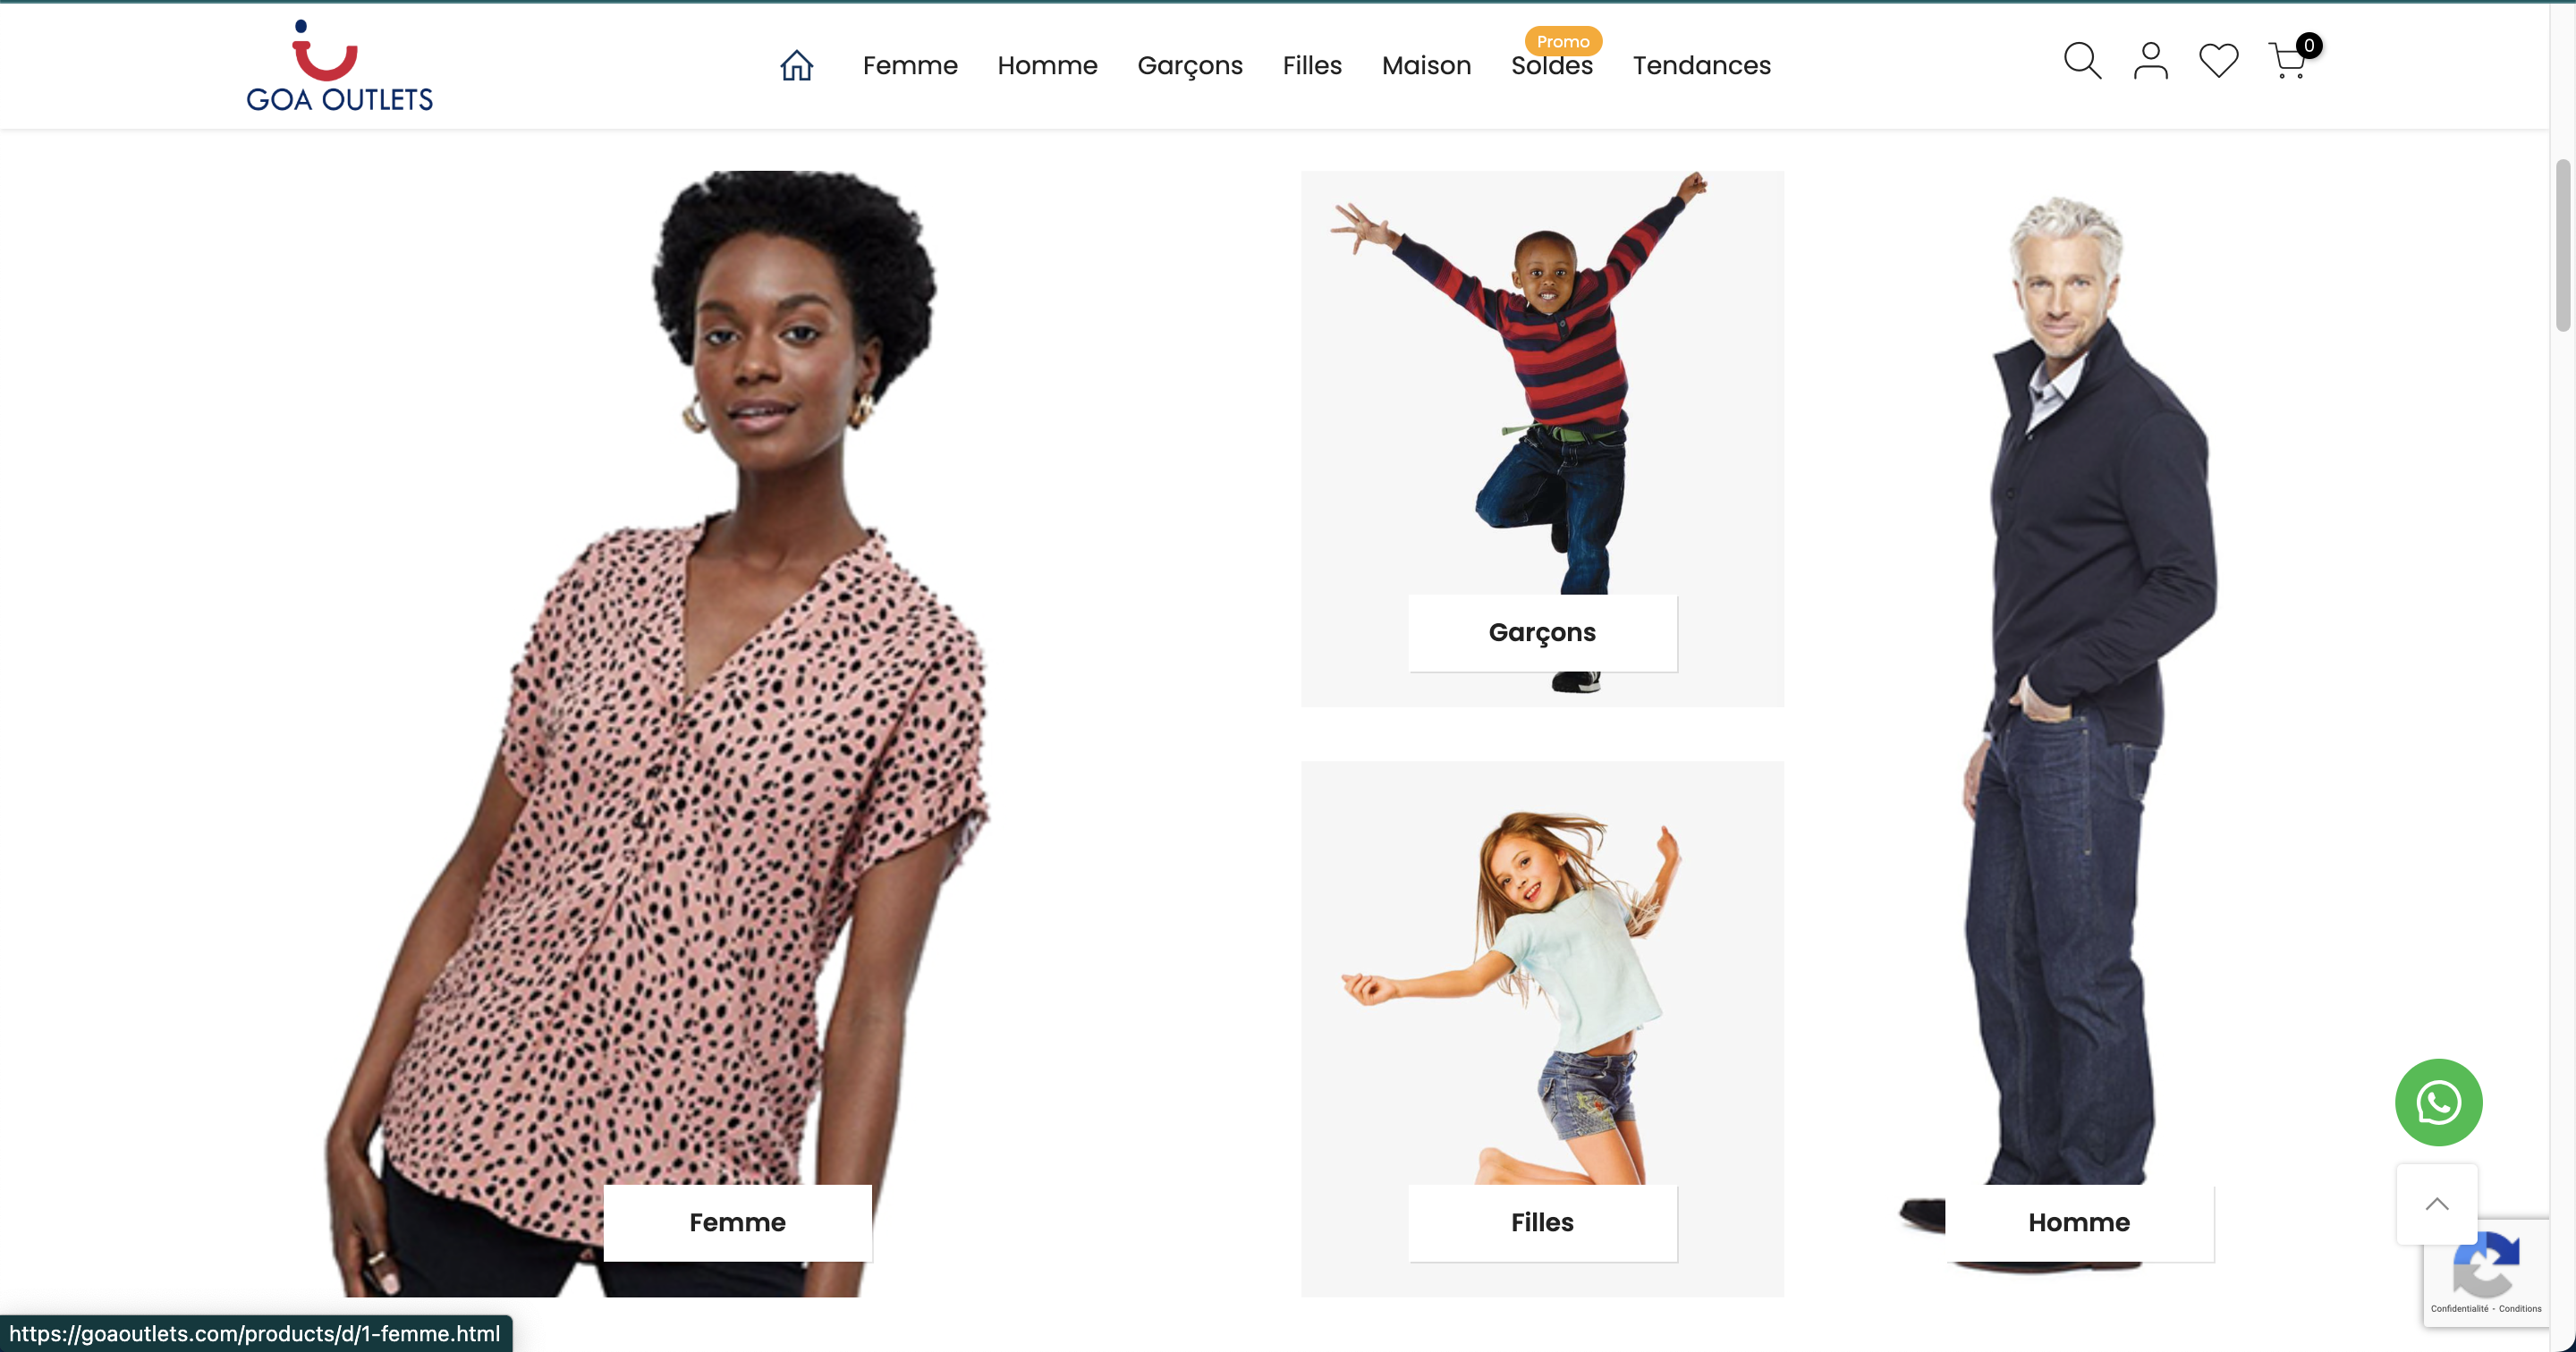 GOA OUTLETS
Femme Homme Garçons Filles Maison Soldes Tendances
Promo
0
Garçons
Femme
Filles
Homme
Confidentialité - Conditions
https://goaoutlets.com/products/d/1-femme.html